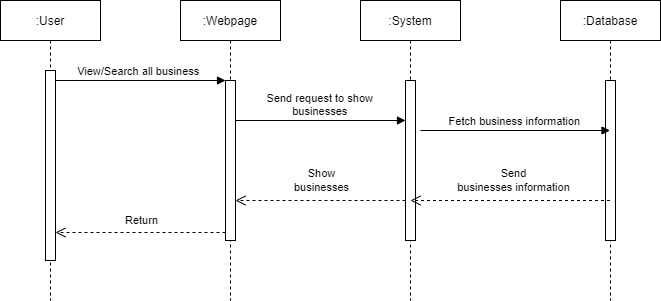 :User
:Webpage
:System
:Database
View/Search all business
Send request to show
businesses
Fetch business information
Show
businesses
Send
businesses information
Return